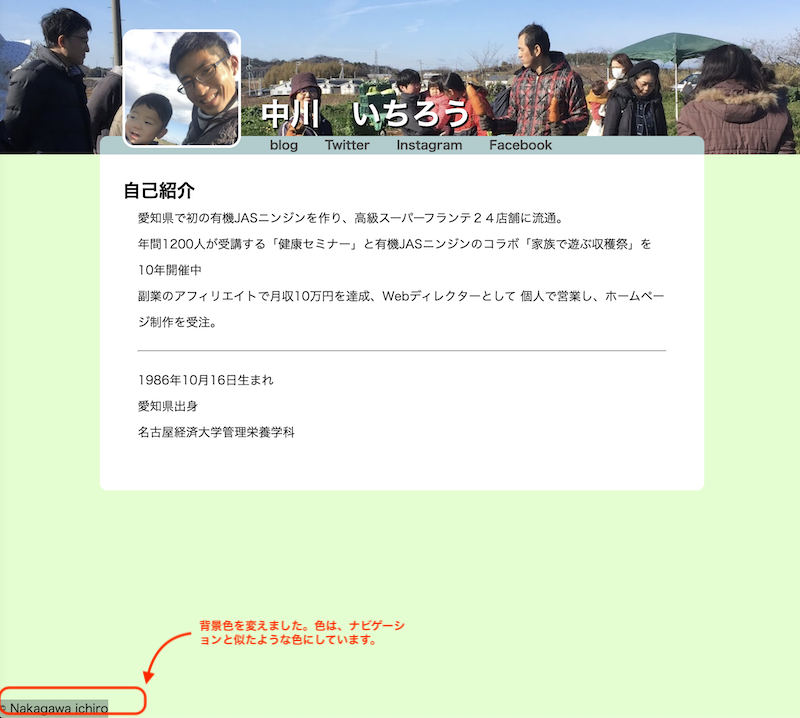 中川　いちろう
blog Twitter Instagram Facebook
自己紹介
愛知県で初の有機JASニンジンを作り、高級スーパーフランテ２４店舗に流通。
年間1200人が受講する「健康セミナー」と有機JASニンジンのコラボ「家族で遊ぶ収穫祭」を
10年開催中
副業のアフィリエイトで月収10万円を達成、Webディレクターとして 個人で営業し、ホームペー
ジ制作を受注。
1986年10月16日生まれ
愛知県出身
名古屋経済大学管理栄養学科
背景色を変えました。色は、ナビゲーシ
ョンと似たような色にしています。
© Nakagawa ichiro